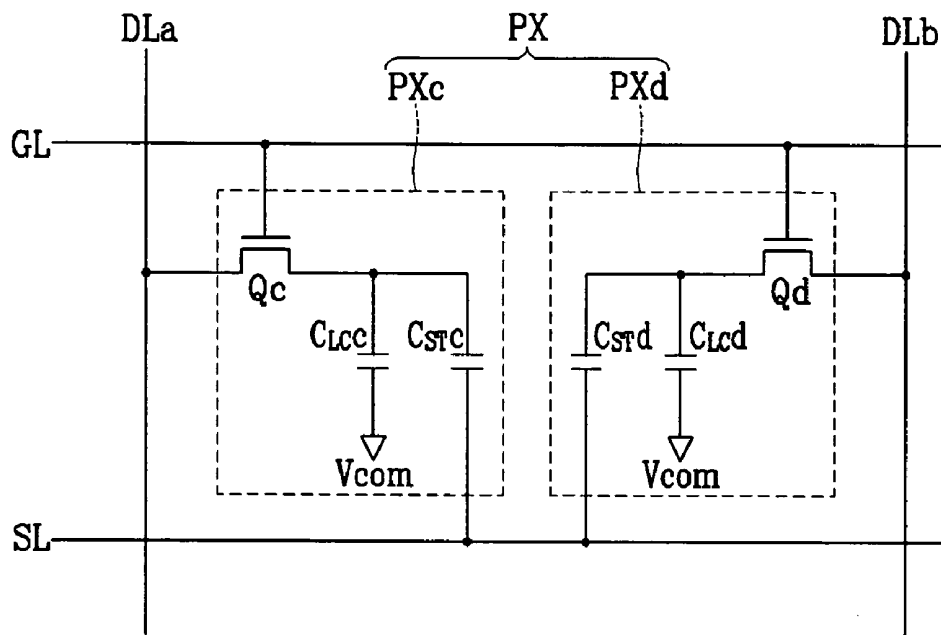 DLa PX DLb
PXc PXd
GL
Qc Qd
CLCc CSTc CSTd CLCd
Vcom Vcom
SL